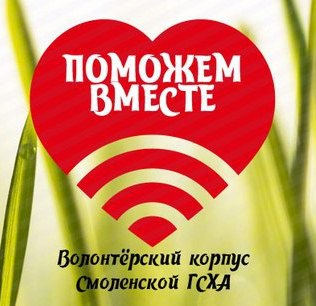 ПОМОЖЕМ
ВМЕСТЕ
Волонтёрский корпус
Смоленской ГСХА